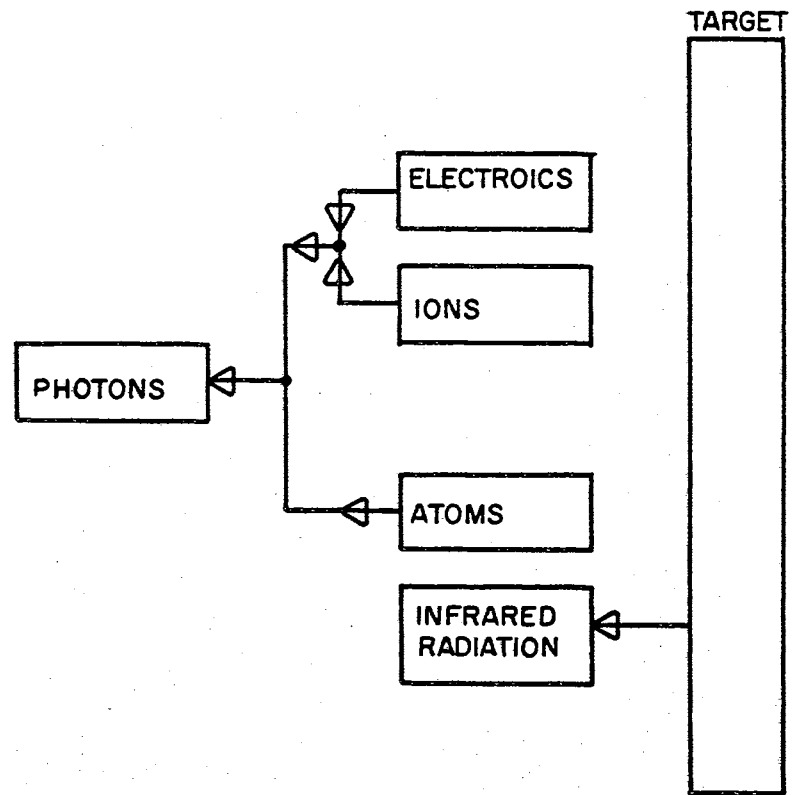 TARGET
ELECTROICS
IONS
PHOTONS
ATOMS
INFRARED
RADIATION